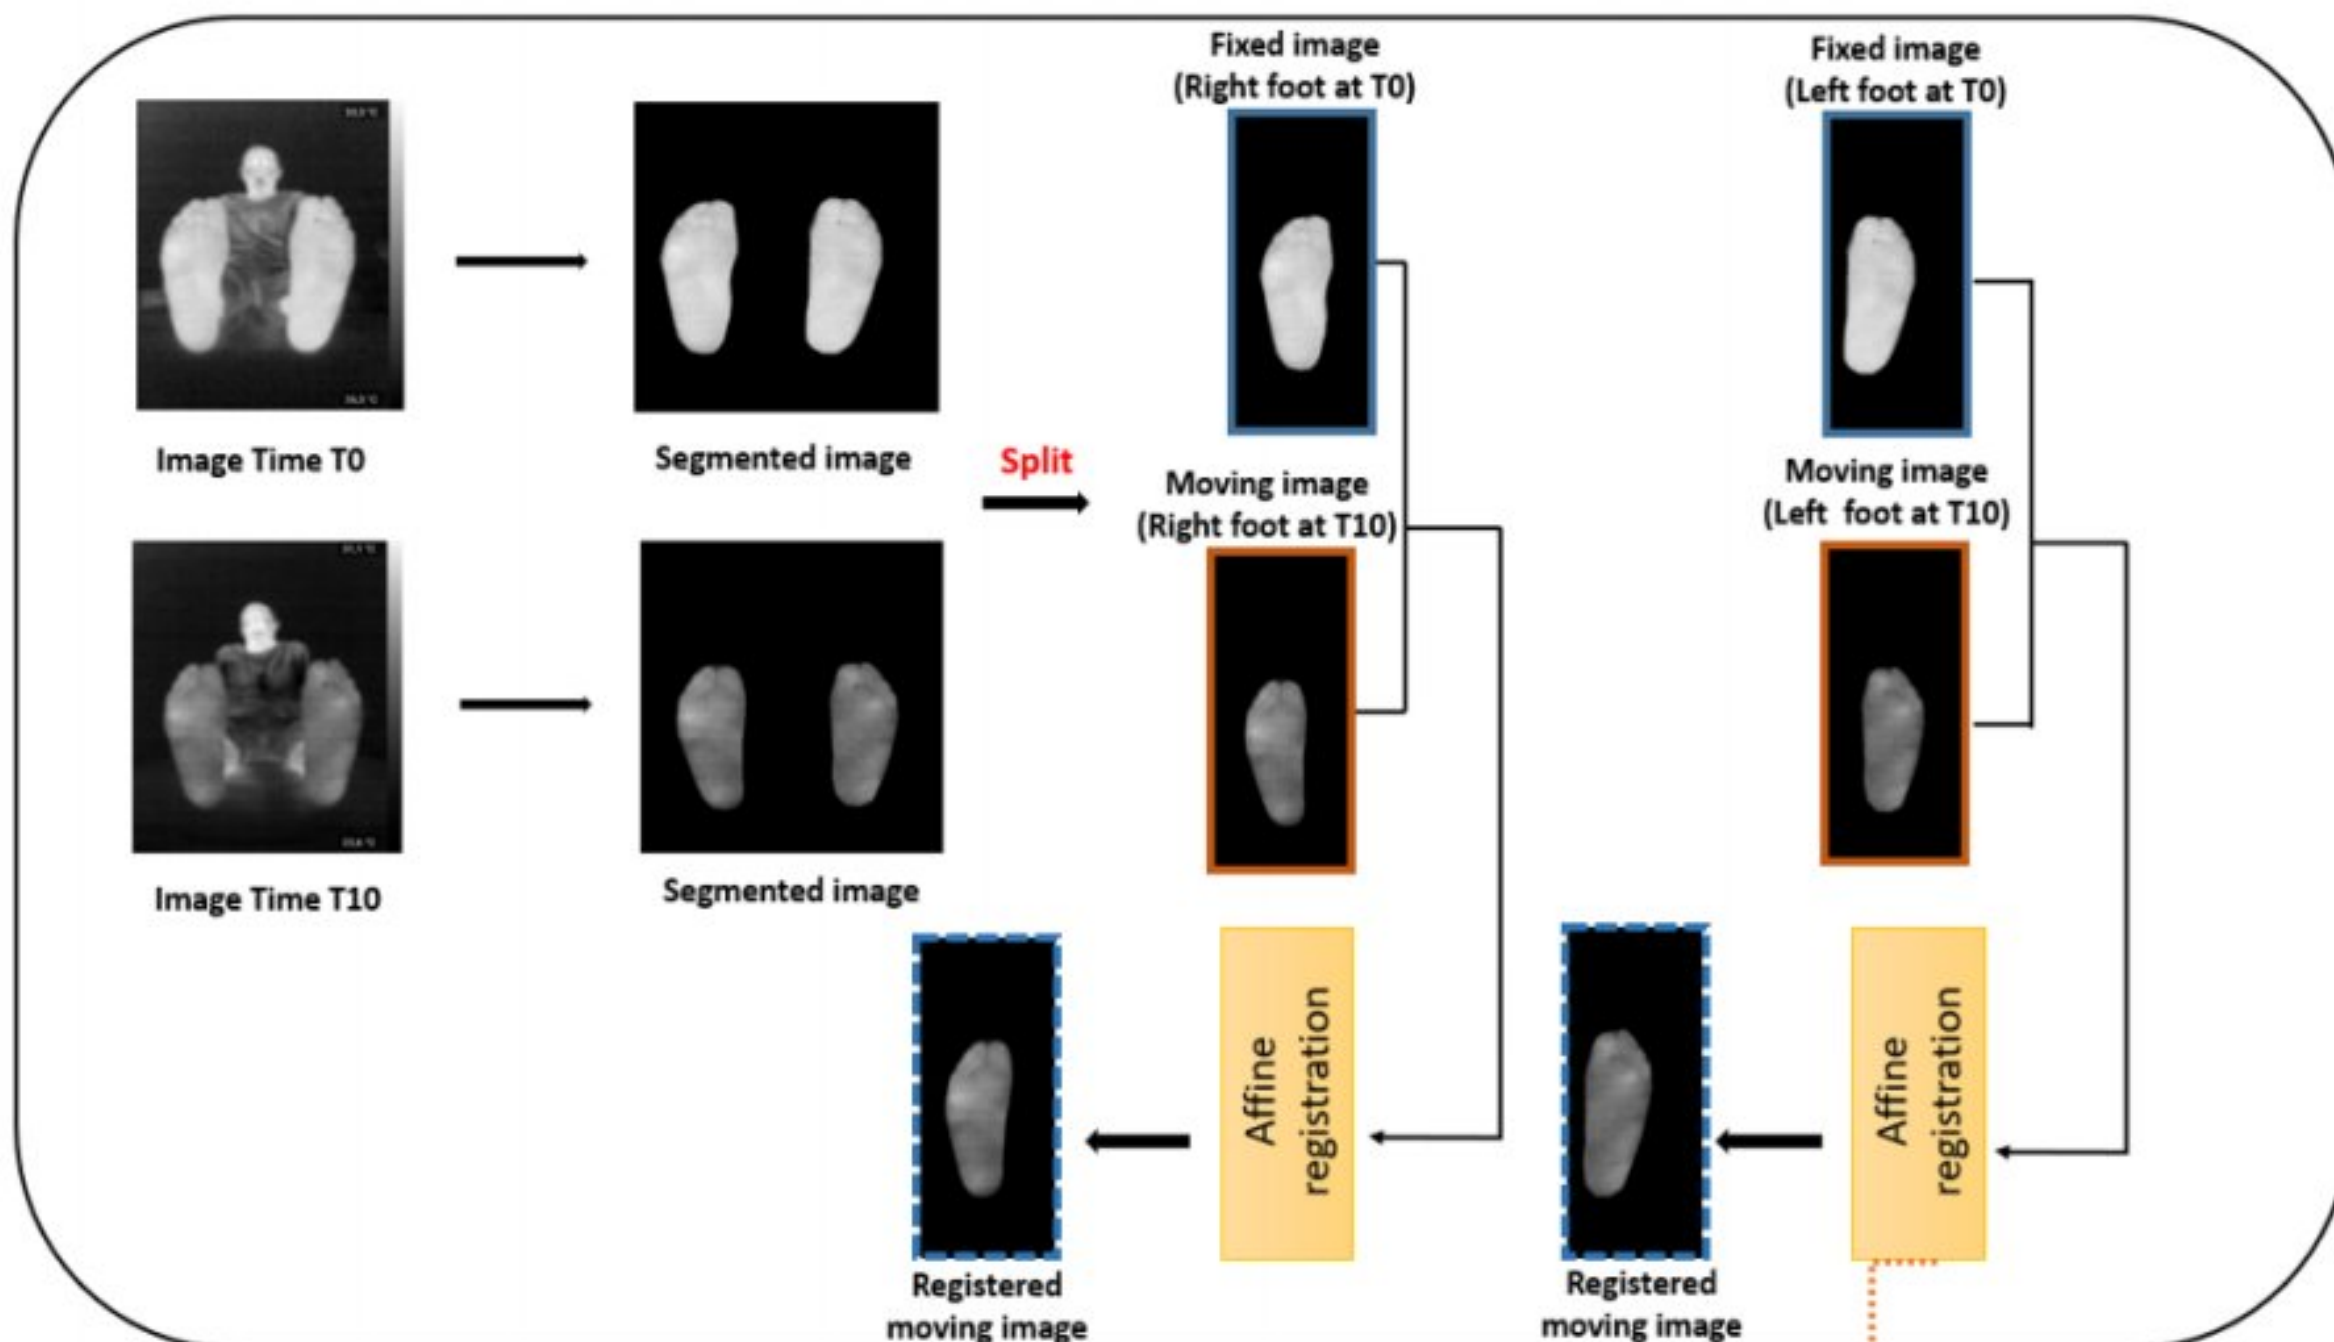 Fixed image
(Right foot at T0)
Fixed image
(Left foot at T0)
Image Time T0
Segmented image
Split
Moving image
(Right foot at T10)
Moving image
(Left  foot at T10)
Image Time T10
Segmented image
Affine
registration
Affine
registration
Registered
moving image
Registered
moving image